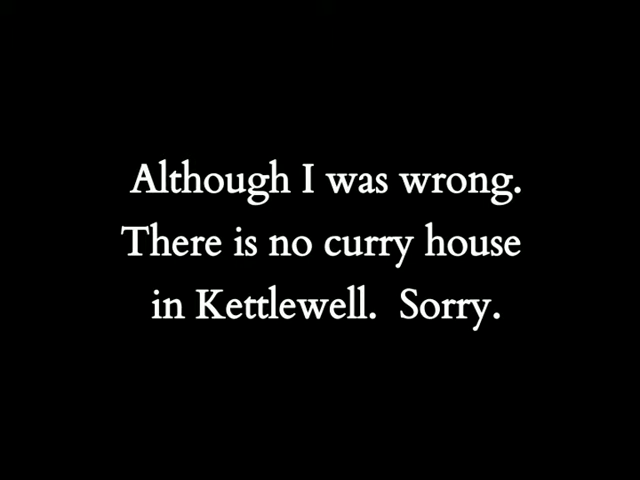 Although I was wrong.
There is no curry house
in Kettlewell.  Sorry.